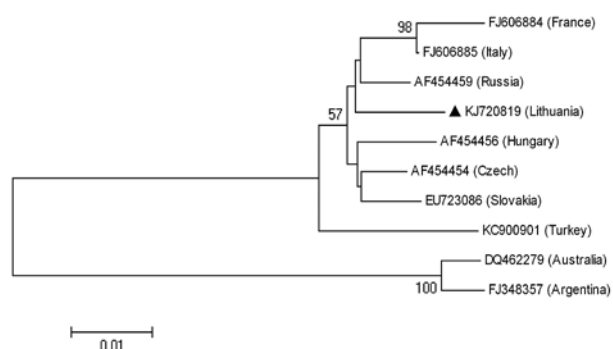 FJ606884 (France)
98
FJ606885 (Italy)
AF454459 (Russia)
▲ KJ720819 (Lithuania)
57
AF454456 (Hungary)
AF454454 (Czech)
EU723086 (Slovakia)
KC900901 (Turkey)
DQ462279 (Australia)
100
FJ348357 (Argentina)
0.01